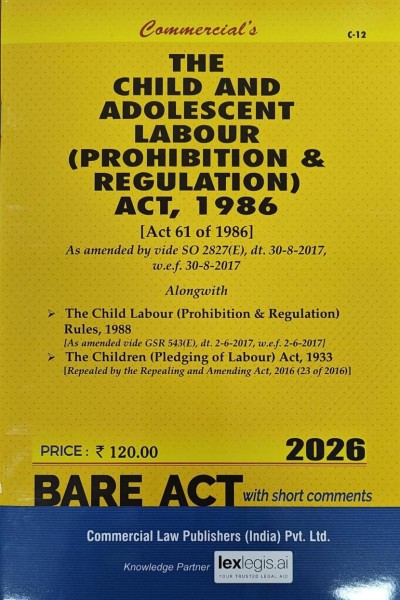 Commercial's
C-12
THE
CHILD AND
ADOLESCENT
LABOUR
(PROHIBITION &
REGULATION)
ACT, 1986
[Act 61 of 1986]
As amended by vide SO 2827(E), dt. 30-8-2017,
w.e.f. 30-8-2017
Alongwith
➤ The Child Labour (Prohibition & Regulation)
Rules, 1988
[As amended vide GSR 543(E), dt. 2-6-2017, w.e.f. 2-6-2017]
➤ The Children (Pledging of Labour) Act, 1933
[Repealed by the Repealing and Amending Act, 2016 (23 of 2016)]
PRICE : ₹ 120.00
2026
BARE ACT with short comments
Commercial Law Publishers (India) Pvt. Ltd.
Knowledge Partner lexlegis.ai
YOUR TRUSTED LEGAL AID